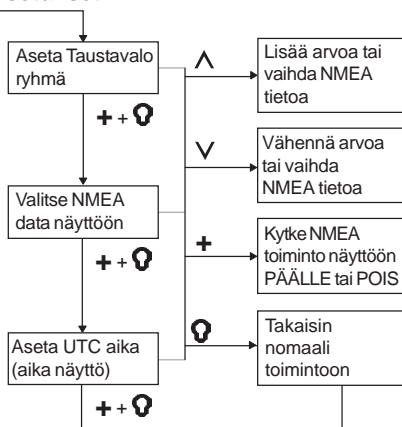 Aseta Taustavalo
ryhmä
+ +
Valitse NMEA
data näyttöön
+ +
Aseta UTC aika
(aika näyttö)
+ +
∧
Lisää arvoa tai
vaihda NMEA
tietoa
∨
Vähennä arvoa
tai vaihda
NMEA tietoa
+
Kytke NMEA
toiminto näyttöön
PÄÄLLE tai POIS
Takaisin
nomaali
toimintoon